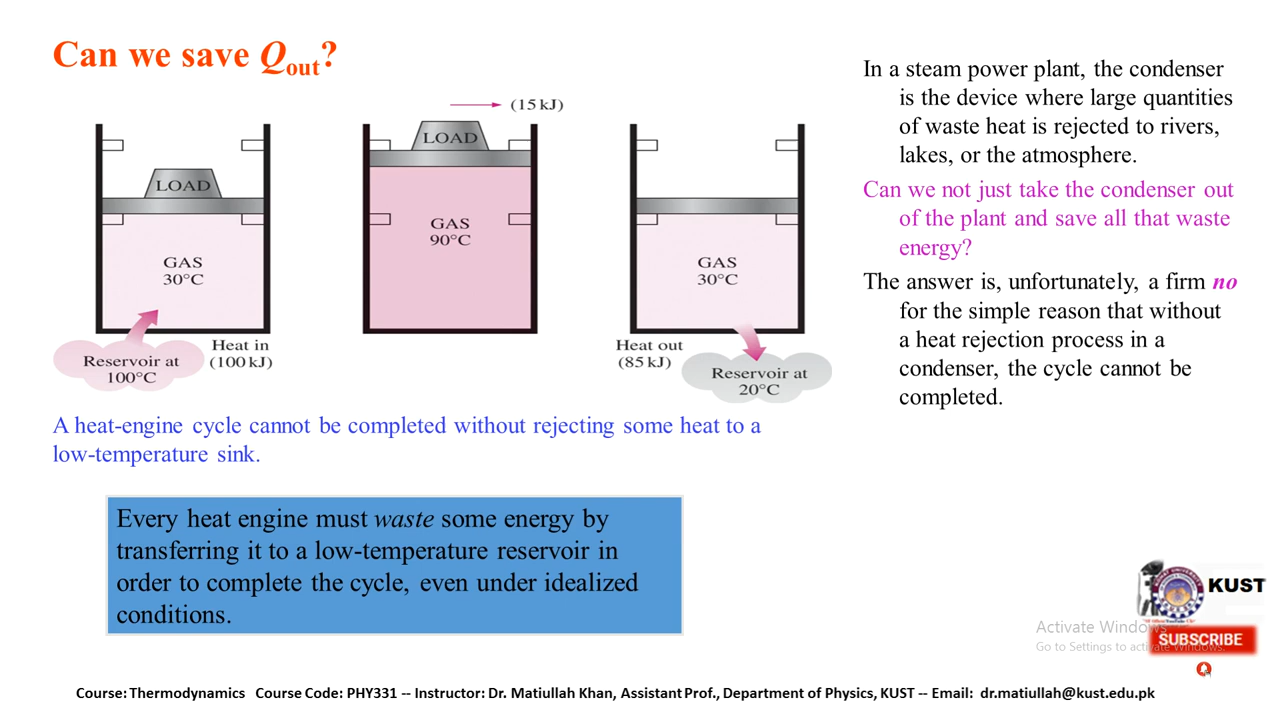 Can we save Qout?
(15 kJ)
LOAD
GAS
30°C
Reservoir at
100°C
Heat in
(100 kJ)
LOAD
GAS
90°C
GAS
30°C
Heat out
(85 kJ)
Reservoir at
20°C
A heat-engine cycle cannot be completed without rejecting some heat to a
low-temperature sink.
Every heat engine must waste some energy by
transferring it to a low-temperature reservoir in
order to complete the cycle, even under idealized
conditions.
In a steam power plant, the condenser
is the device where large quantities
of waste heat is rejected to rivers,
lakes, or the atmosphere.
Can we not just take the condenser out
of the plant and save all that waste
energy?
The answer is, unfortunately, a firm no
for the simple reason that without
a heat rejection process in a
condenser, the cycle cannot be
completed.
KUST
Activate Windows
Go to Settings to activate Windows.
SUBSCRIBE
Course: Thermodynamics Course Code: PHY331 -- Instructor: Dr. Matiullah Khan, Assistant Prof., Department of Physics, KUST -- Email: dr.matiullah@kust.edu.pk